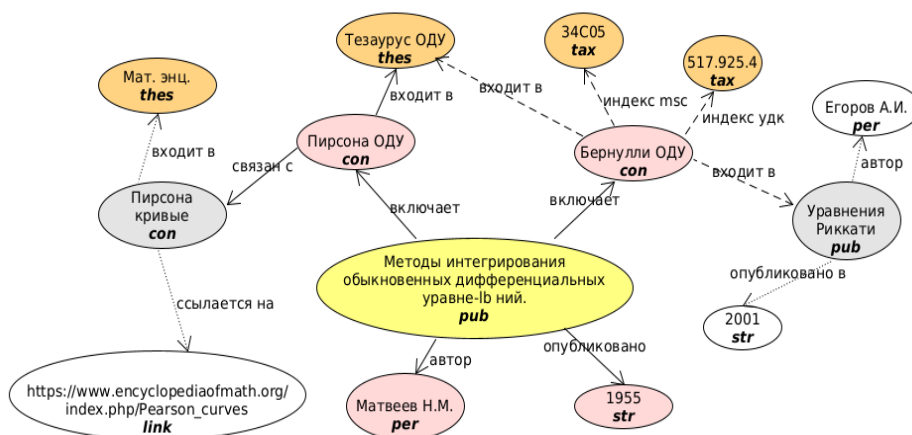 34C05
tax
Тезаурус ОДУ
thes
517.925.4
tax
Мат. энц.
thes
входит в
входит в
индекс msc
индекс удк
Егоров А.И.
per
входит в
Пирсона ОДУ
con
Бернулли ОДУ
con
автор
связан с
входит в
Пирсона
кривые
con
включает
включает
Уравнения
Риккати
pub
Методы интегрирования
обыкновенных дифференциальных
уравне-lb ний.
pub
опубликовано в
ссылается на
2001
str
автор
опубликовано
https://www.encyclopediaofmath.org/
index.php/Pearson_curves
link
Матвеев Н.М.
per
1955
str